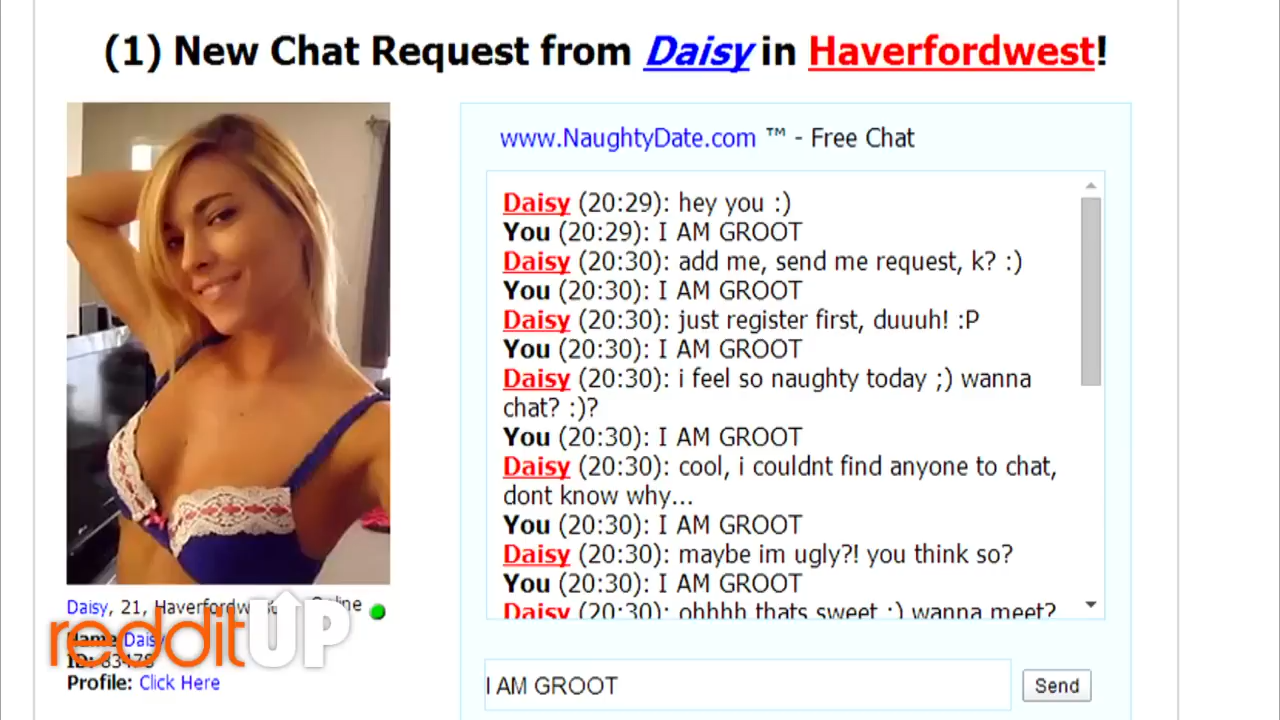 (1) New Chat Request from Daisy in Haverfordwest!
www.NaughtyDate.com ™ - Free Chat
Daisy (20:29): hey you :)
You (20:29): I AM GROOT
Daisy (20:30): add me, send me request, k? :)
You (20:30): I AM GROOT
Daisy (20:30): just register first, duuuh! :P
You (20:30): I AM GROOT
Daisy (20:30): i feel so naughty today ;) wanna
chat? :)?
You (20:30): I AM GROOT
Daisy (20:30): cool, i couldnt find anyone to chat,
dont know why...
You (20:30): I AM GROOT
Daisy (20:30): maybe im ugly?! you think so?
You (20:30): I AM GROOT
Daisy (20:30): ohhhh thats sweet :) wanna meet?
I AM GROOT
Send
Daisy, 21, Haverfordwest Online
redditUP
Name: Daisy
ID: 83478
Profile: Click Here